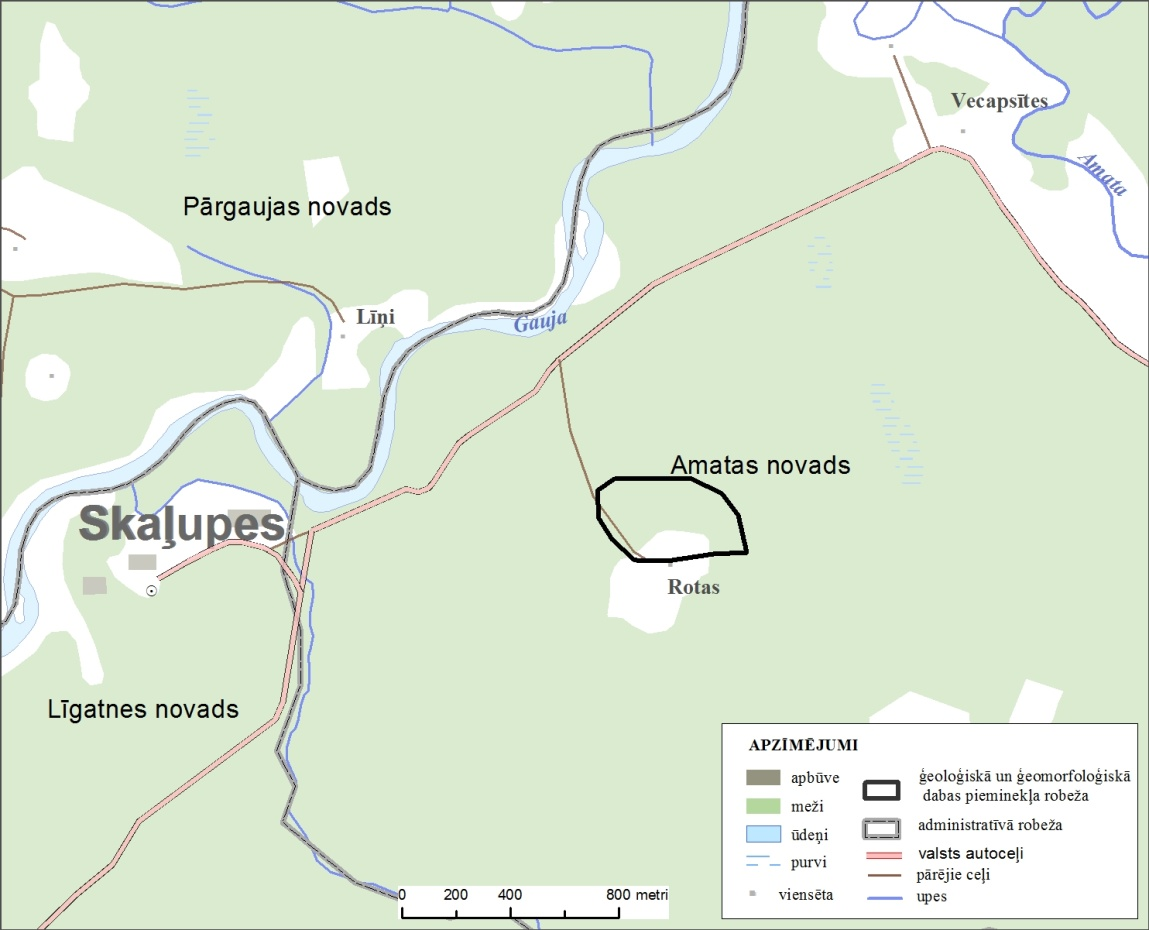 Vecapsītes
Amata
Pārgaujas novads
Līņi
Gauja
Amatas novads
Skaļupes
Rotas
Līgatnes novads
APZĪMĒJUMI
apbūve
meži
ūdeņi
purvi
viensēta
ģeoloģiskā un ģeomorfoloģiskā
dabas pieminekļa robeža
administratīvā robeža
valsts autoceļi
pārējie ceļi
upes
0 200 400 800 metri